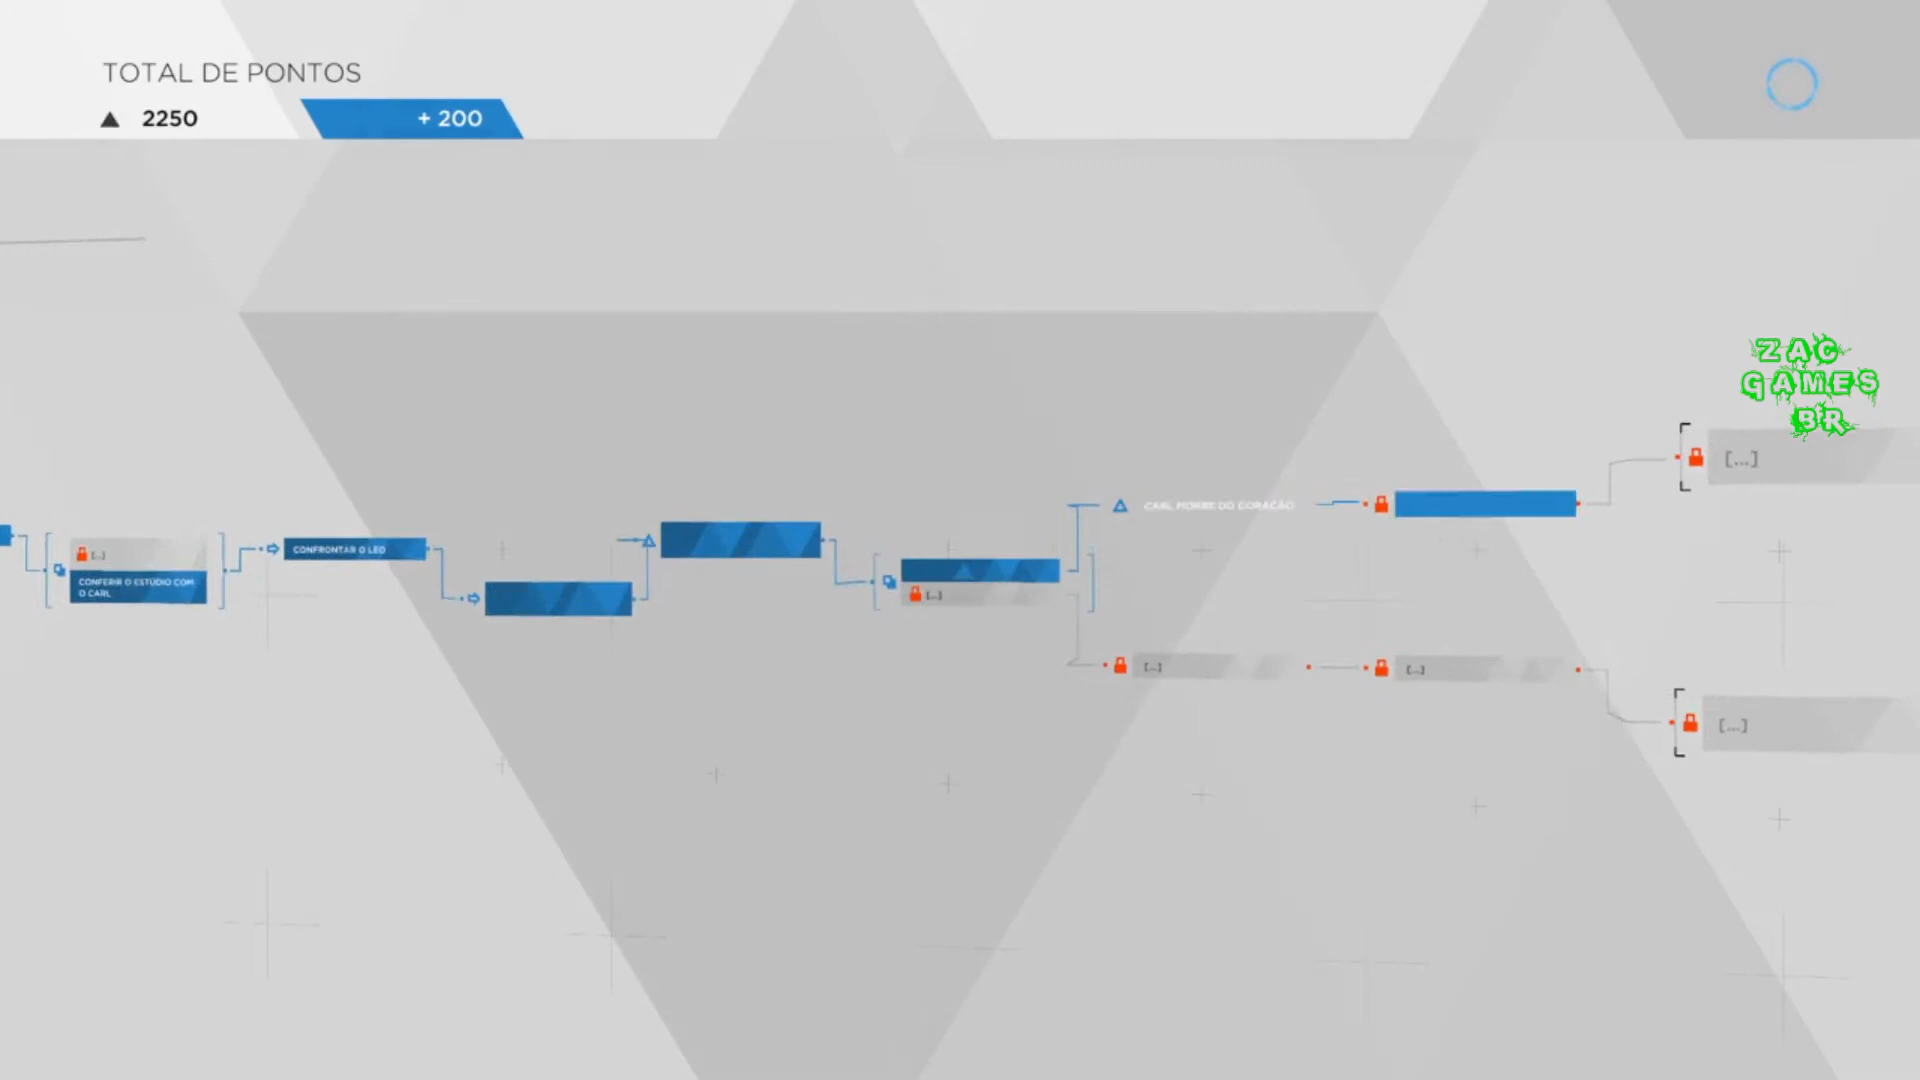 TOTAL DE PONTOS
2250
+ 200
ZAC
GAMES
BR
[...]
CARL MORRE DO CORAÇÃO
CONFRONTAR O LEO
[...]
CONFERIR O ESTÚDIO COM
O CARL
[...]
[...]
[...]
[...]